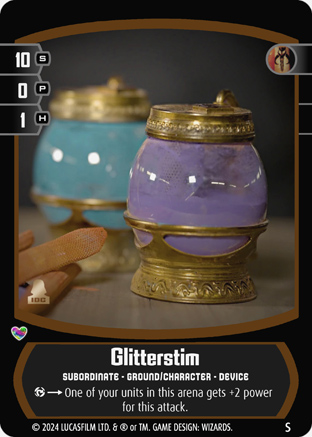 10 S
0 P
1 H
IDC
Glitterstim
SUBORDINATE - GROUND/CHARACTER - DEVICE
One of your units in this arena gets +2 power
for this attack.
© 2024 LUCASFILM LTD. & ® or TM. GAME DESIGN: WIZARDS.
S